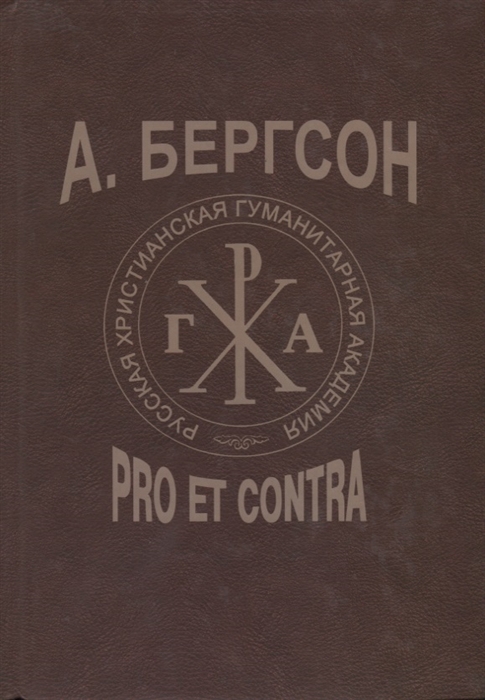 А. БЕРГСОН
РУССКАЯ ХРИСТИАНСКАЯ ГУМАНИТАРНАЯ АКАДЕМИЯ
Р
Г Х А
PRO ET CONTRA